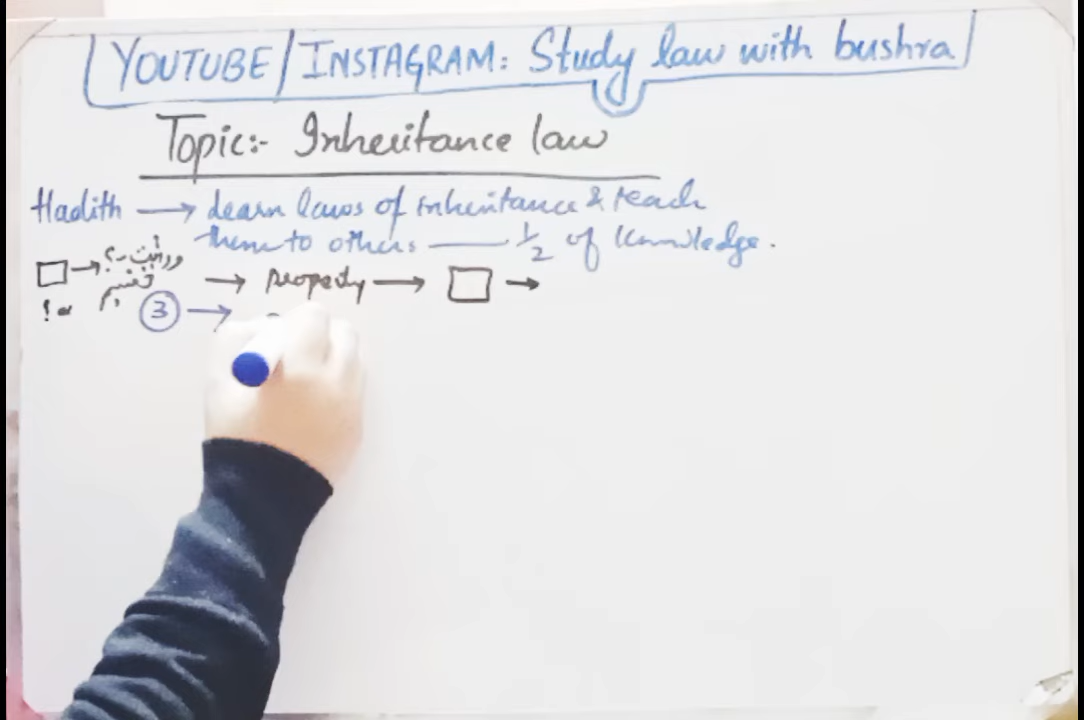 YOUTUBE/INSTAGRAM: Study law with bushra
Topic:- Inheritance law
Hadith → learn laws of inheritance & teach
them to others —— 1/2 of knowledge.
□ → وراثت → property → □ →
تقسیم
③ →